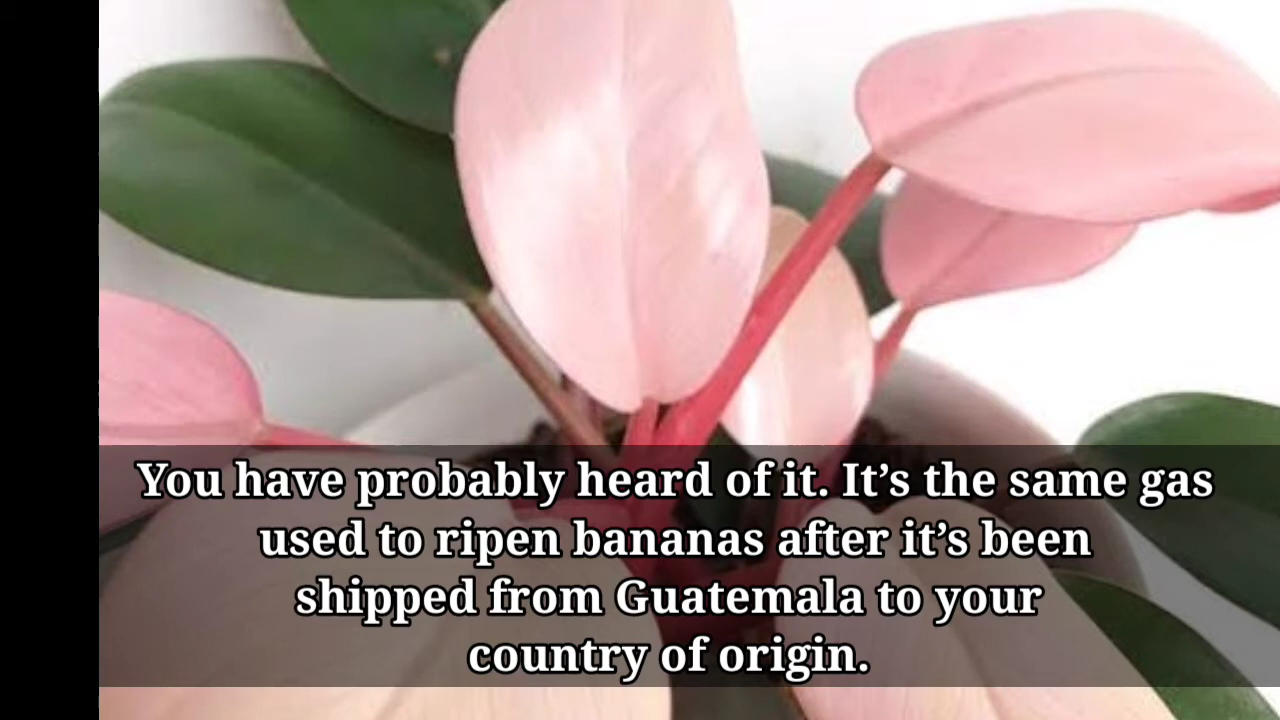 You have probably heard of it. It’s the same gas
used to ripen bananas after it’s been
shipped from Guatemala to your
country of origin.